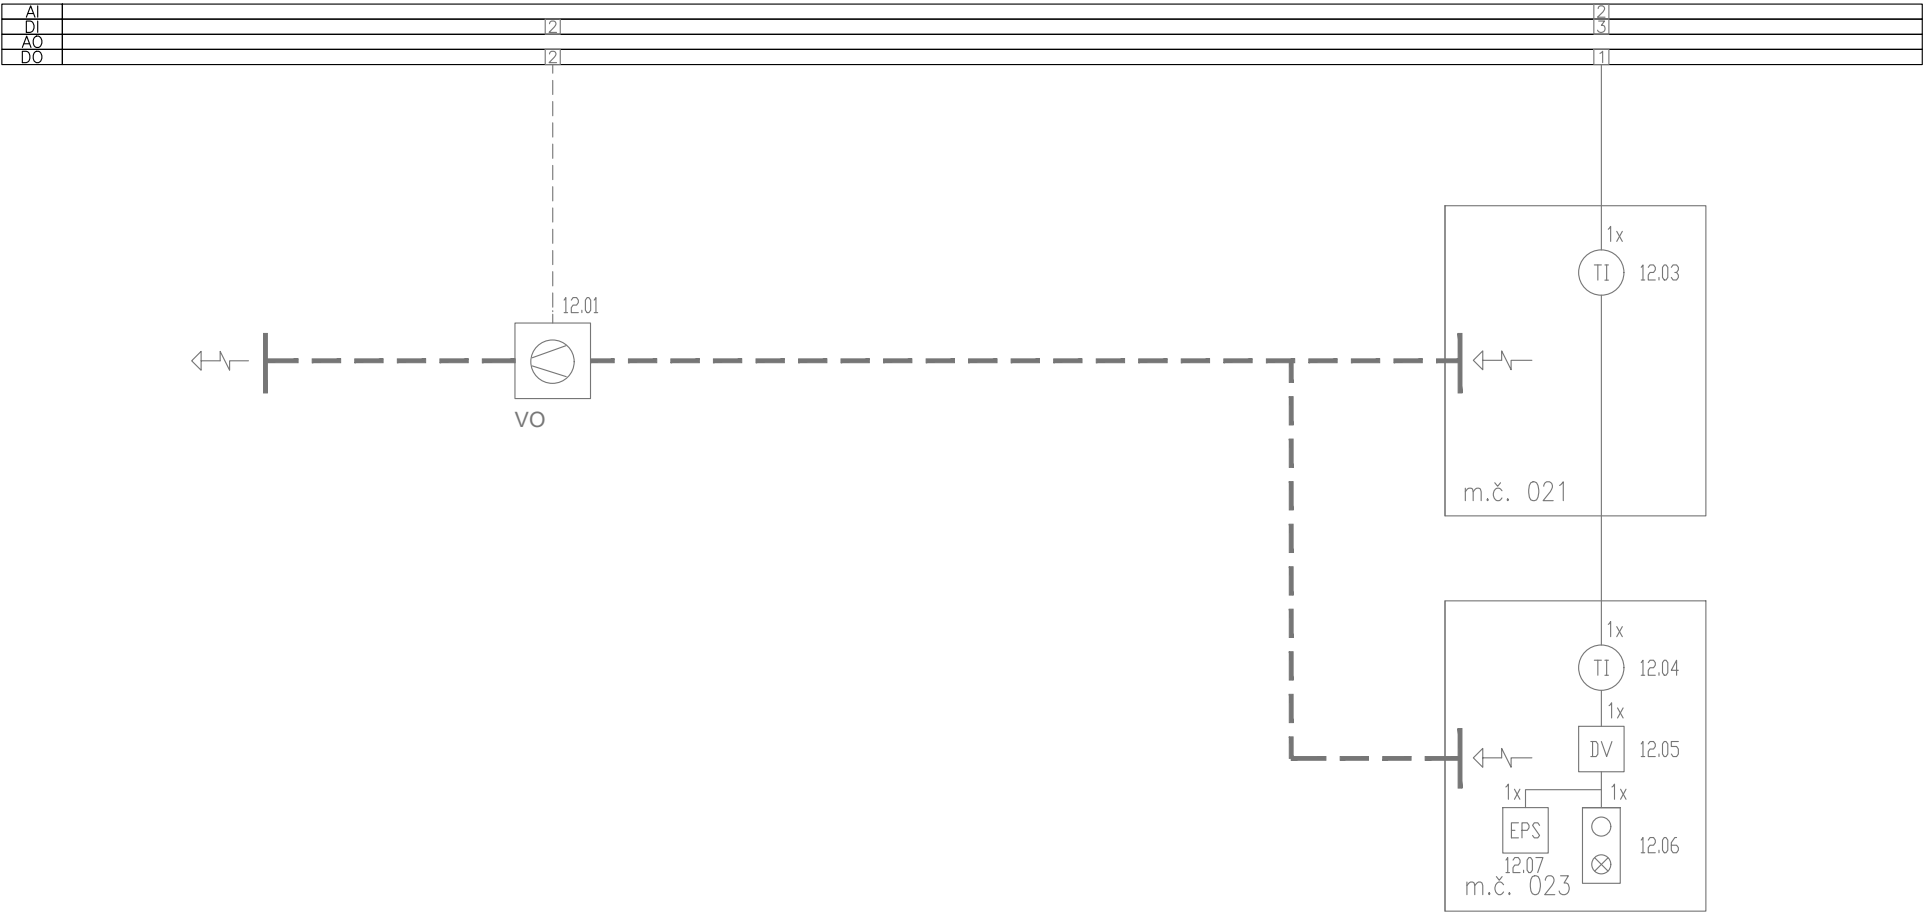 AI 2
DI 2 3
AO
DO 2 1
1x
TI 12.03
12.01
VO
m.č. 021
1x
TI 12.04
1x
DV 12.05
1x 1x
EPS
12.06
12.07
m.č. 023